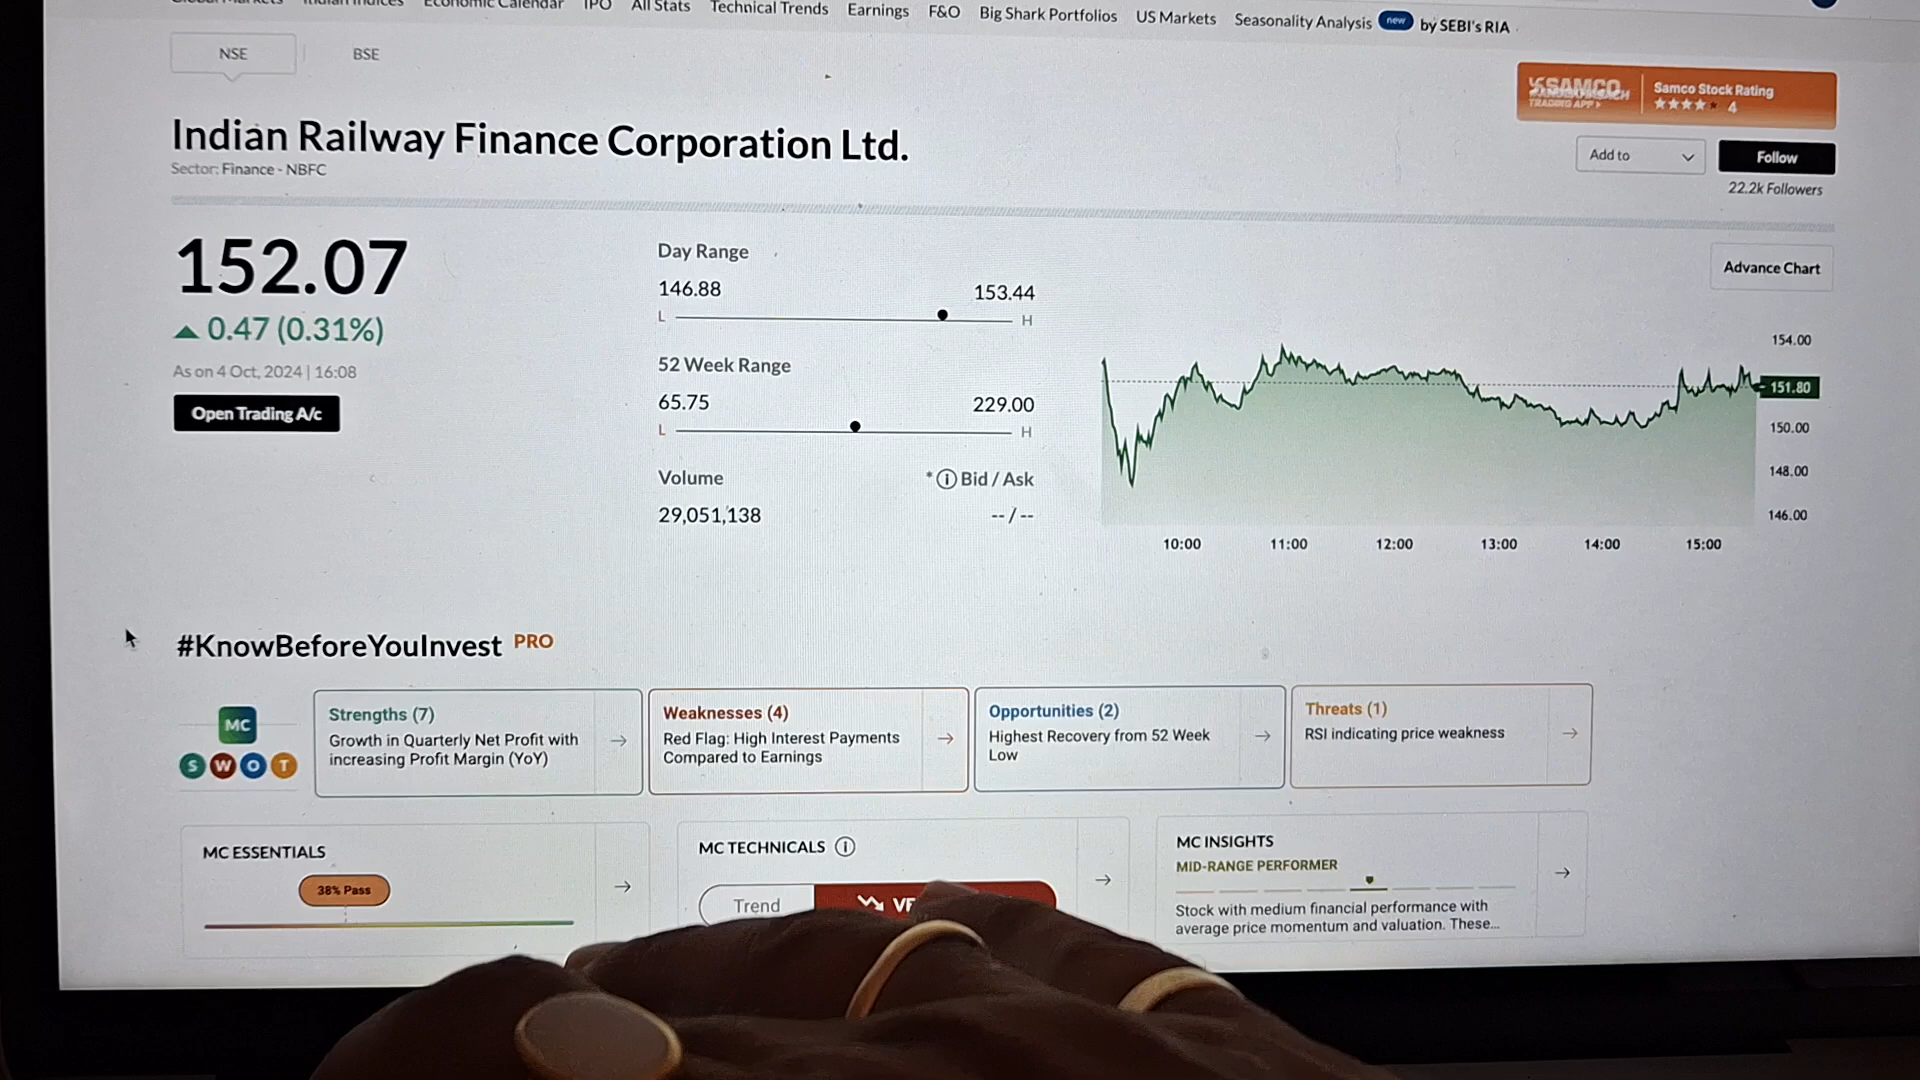 IPO All Stats Technical Trends Earnings F&O Big Shark Portfolios US Markets Seasonality Analysis new by SEBI's RIA
NSE BSE
SAMCO
TRADING APP
Samco Stock Rating
4
Indian Railway Finance Corporation Ltd.
Sector: Finance - NBFC
Add to
Follow
22.2k Followers
152.07
0.47 (0.31%)
As on 4 Oct, 2024 | 16:08
Open Trading A/c
Day Range
146.88 153.44
L H
52 Week Range
65.75 229.00
L H
Volume * i Bid / Ask
29,051,138 -- / --
Advance Chart
154.00
151.80
150.00
148.00
146.00
10:00 11:00 12:00 13:00 14:00 15:00
#KnowBeforeYouInvest PRO
MC
S W O T
Strengths (7)
Growth in Quarterly Net Profit with
increasing Profit Margin (YoY)
Weaknesses (4)
Red Flag: High Interest Payments
Compared to Earnings
Opportunities (2)
Highest Recovery from 52 Week
Low
Threats (1)
RSI indicating price weakness
MC ESSENTIALS
38% Pass
MC TECHNICALS i
Trend
MC INSIGHTS
MID-RANGE PERFORMER
Stock with medium financial performance with
average price momentum and valuation. These...